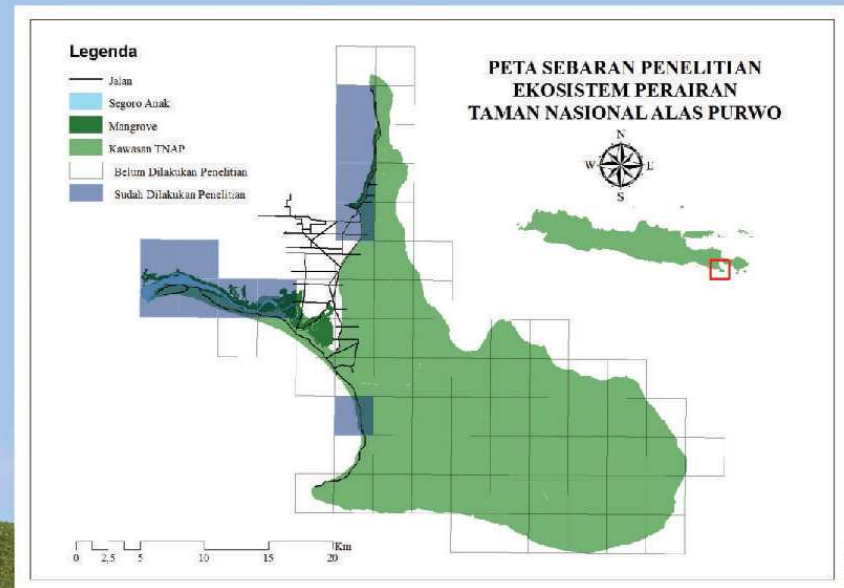 Legenda
Jalan
Segoro Anak
Mangrove
Kawasan TNAP
Belum Dilakukan Penelitian
Sudah Dilakukan Penelitian
PETA SEBARAN PENELITIAN
EKOSISTEM PERAIRAN
TAMAN NASIONAL ALAS PURWO
N
W E
S
Km
0 2,5 5 10 15 20